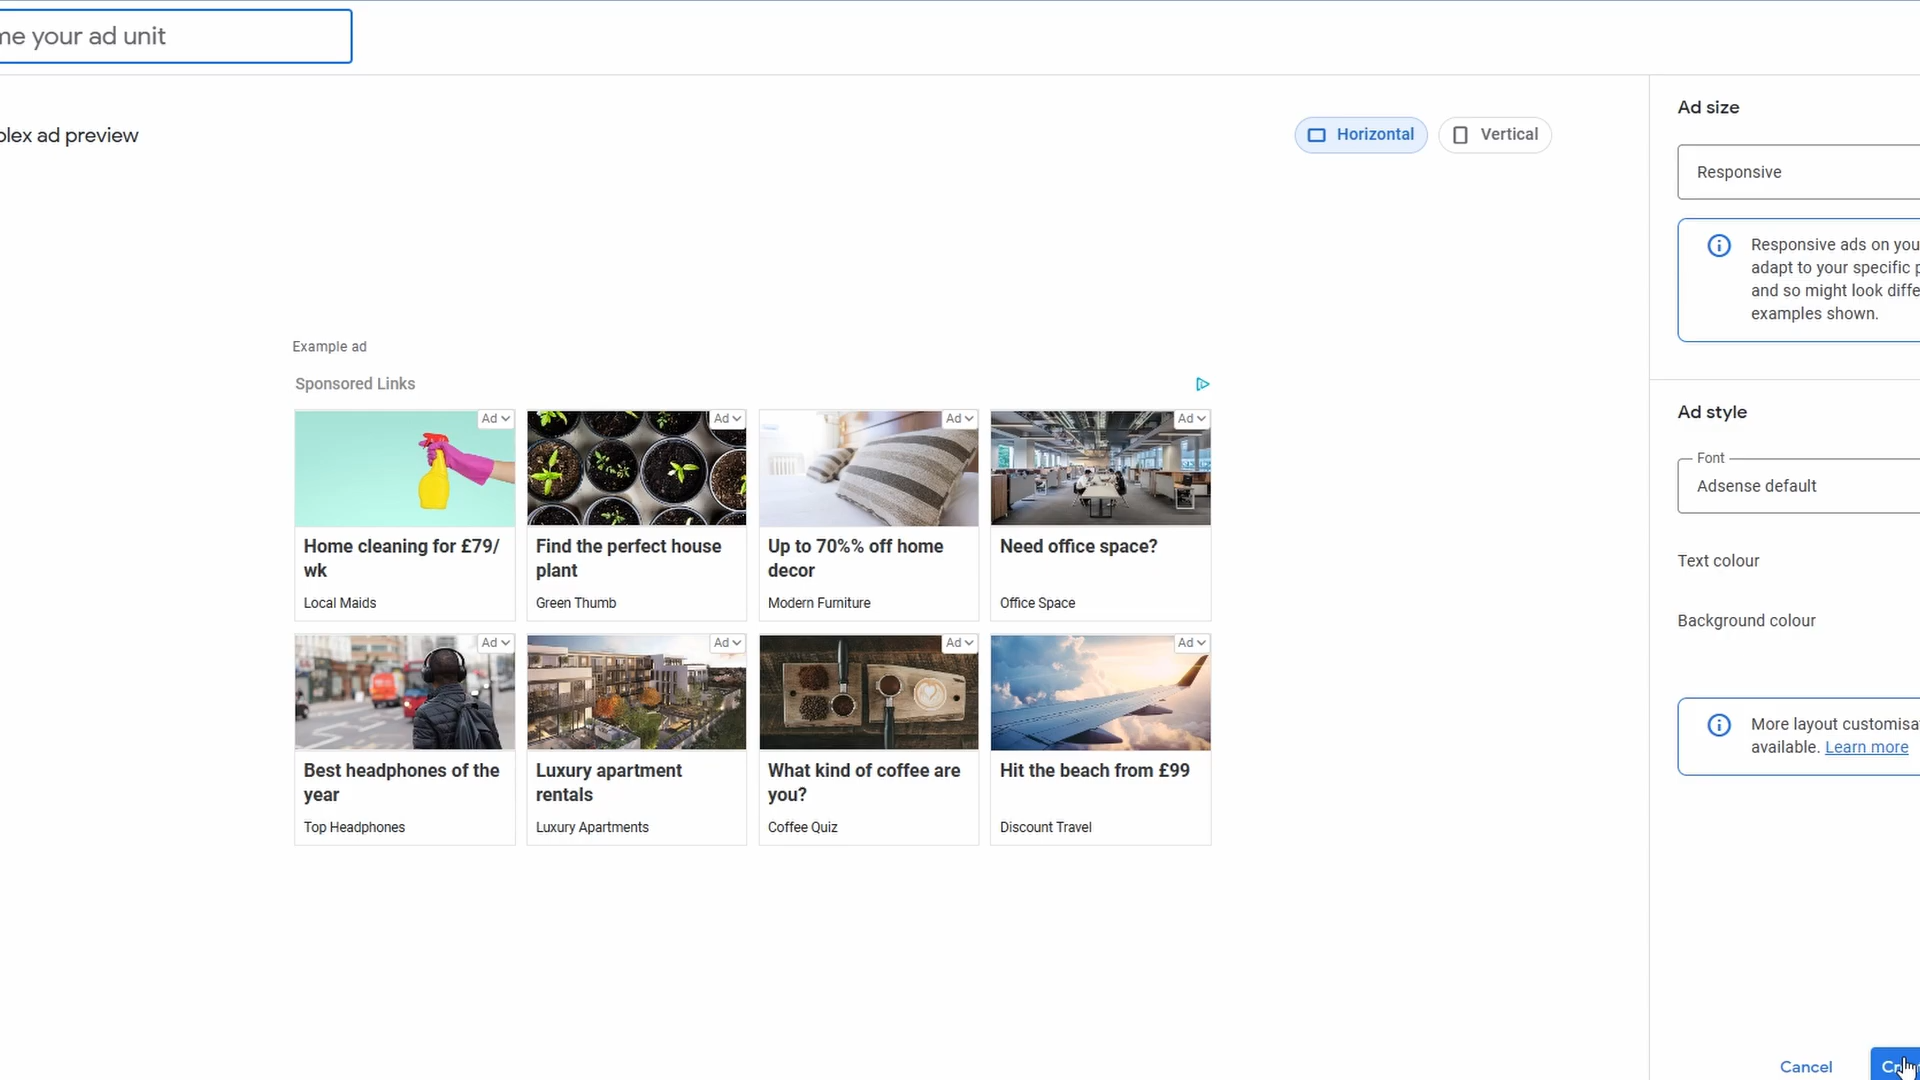 me your ad unit
plex ad preview
Horizontal
Vertical
Example ad
Sponsored Links
Ad
Ad
Ad
Ad
Home cleaning for £79/
wk
Local Maids
Find the perfect house
plant
Green Thumb
Up to 70%% off home
decor
Modern Furniture
Need office space?
Office Space
Ad
Ad
Ad
Ad
Best headphones of the
year
Top Headphones
Luxury apartment
rentals
Luxury Apartments
What kind of coffee are
you?
Coffee Quiz
Hit the beach from £99
Discount Travel
Ad size
Responsive
Responsive ads on you
adapt to your specific p
and so might look diffe
examples shown.
Ad style
Font
Adsense default
Text colour
Background colour
More layout customisa
available. Learn more
Cancel